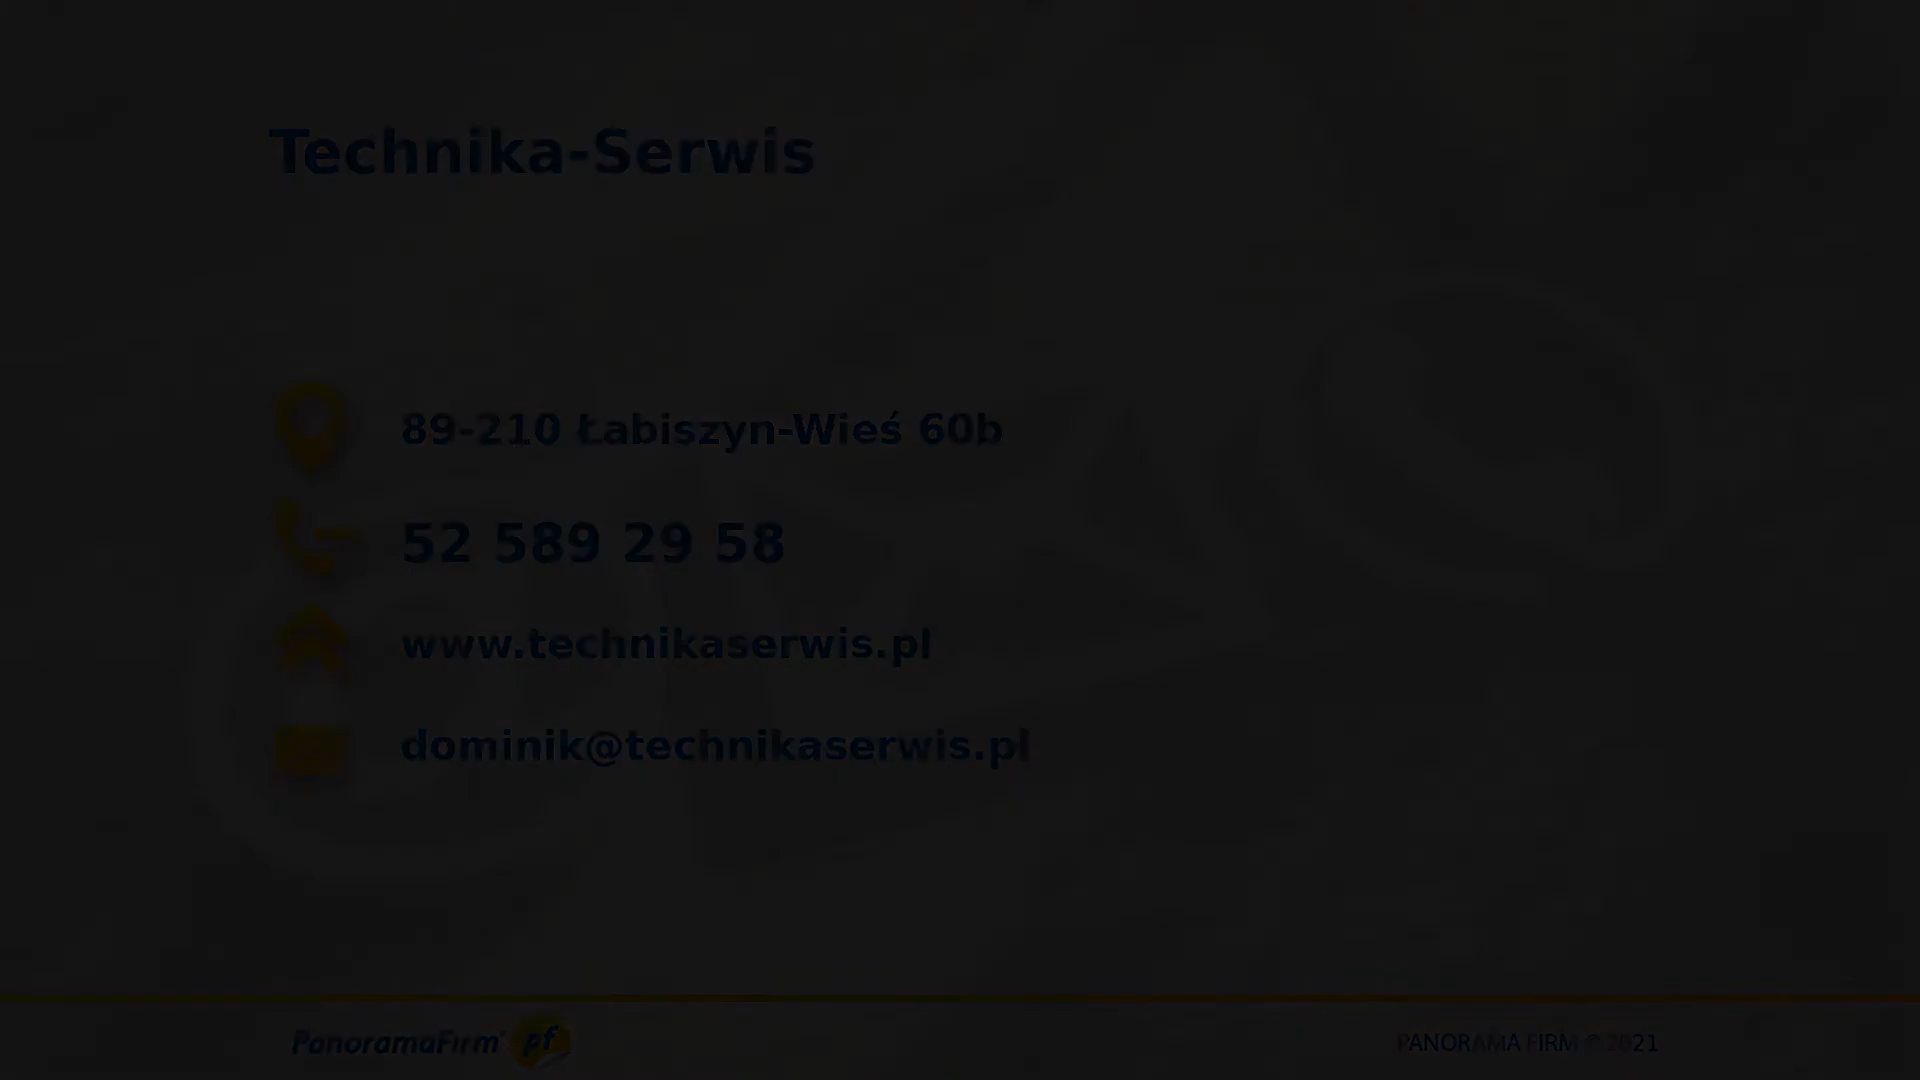 Technika-Serwis
89-210 Łabiszyn-Wieś 60b
52 589 29 58
www.technikaserwis.pl
dominik@technikaserwis.pl
PanoramaFirm pf
PANORAMA FIRM © 2021